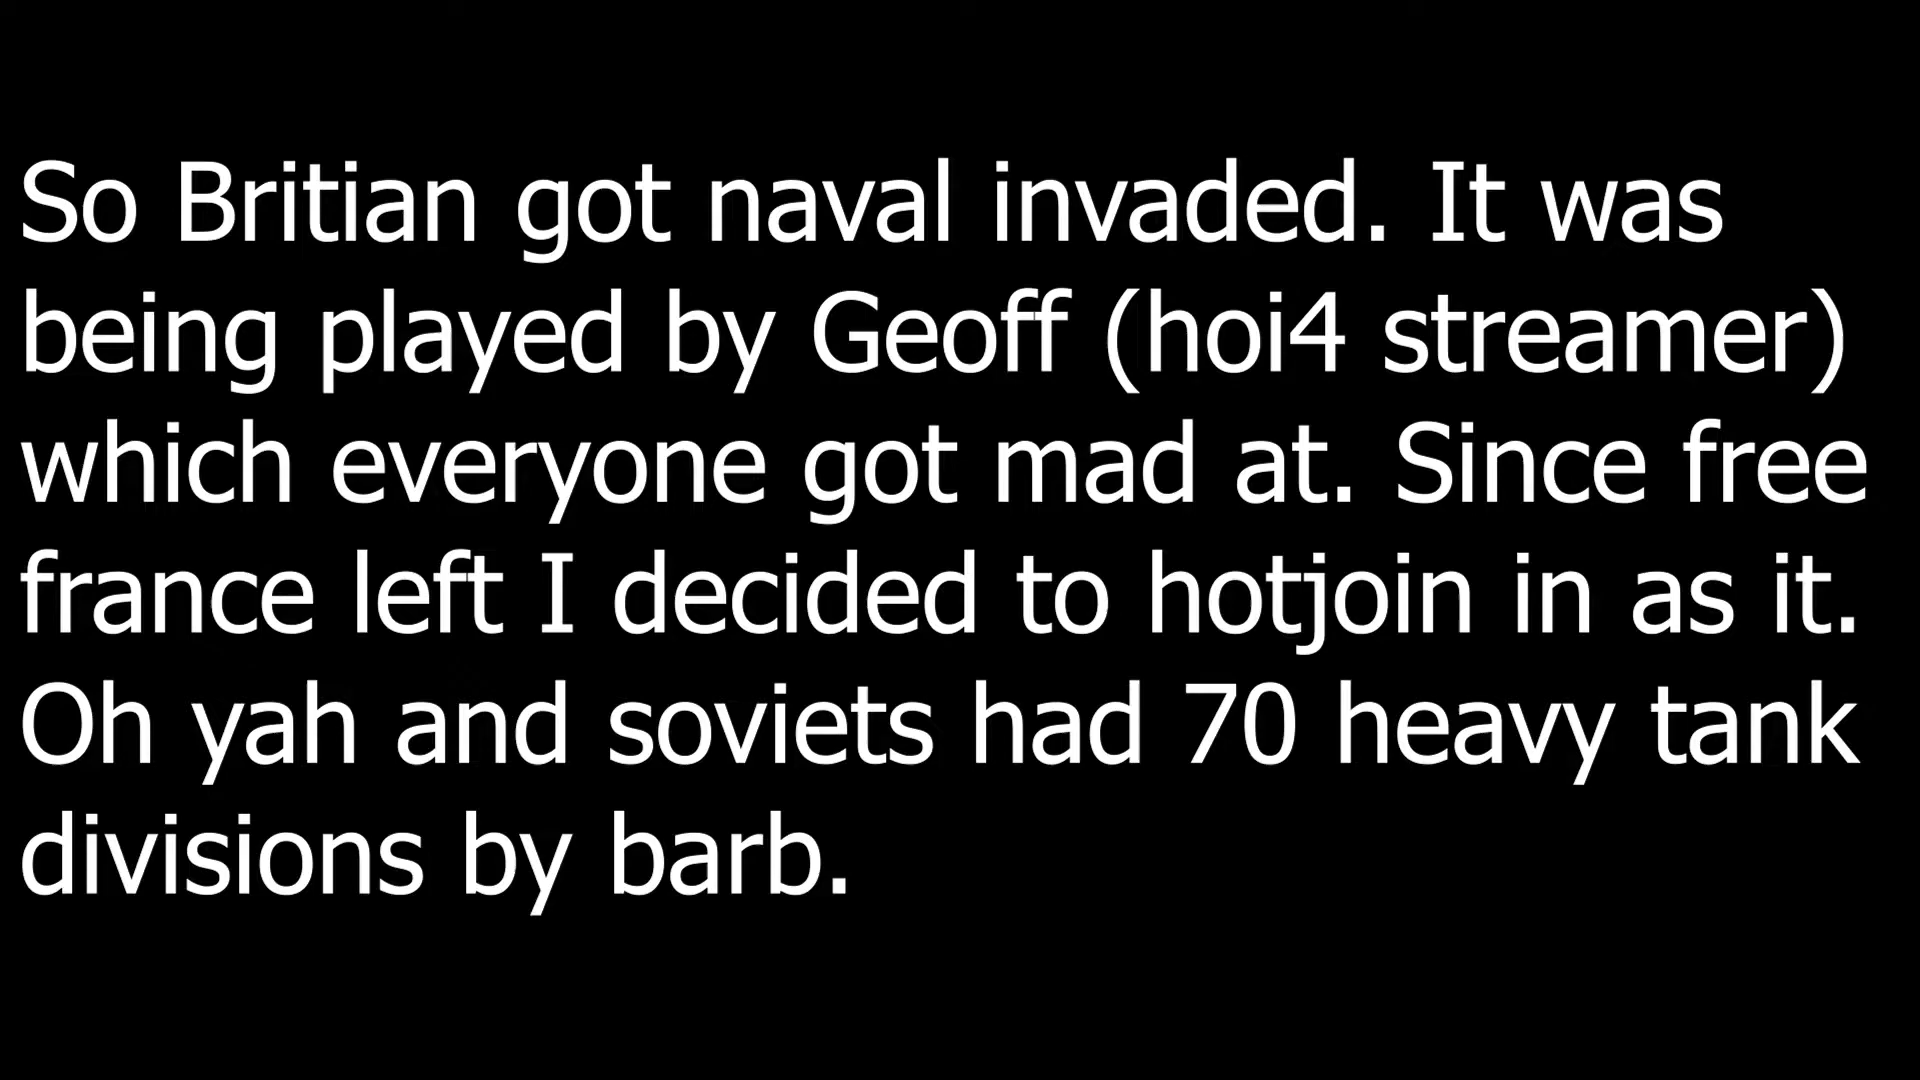 So Britian got naval invaded. It was
being played by Geoff (hoi4 streamer)
which everyone got mad at. Since free
france left I decided to hotjoin in as it.
Oh yah and soviets had 70 heavy tank
divisions by barb.